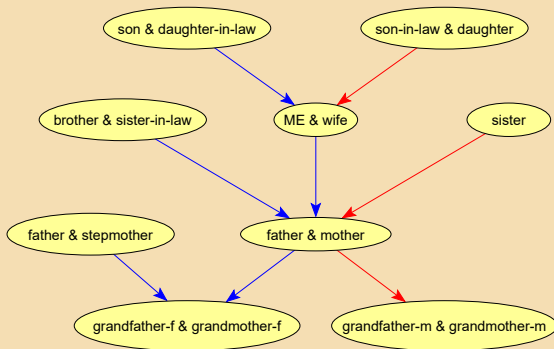 son & daughter-in-law
son-in-law & daughter
brother & sister-in-law
ME & wife
sister
father & stepmother
father & mother
grandfather-f & grandmother-f
grandfather-m & grandmother-m